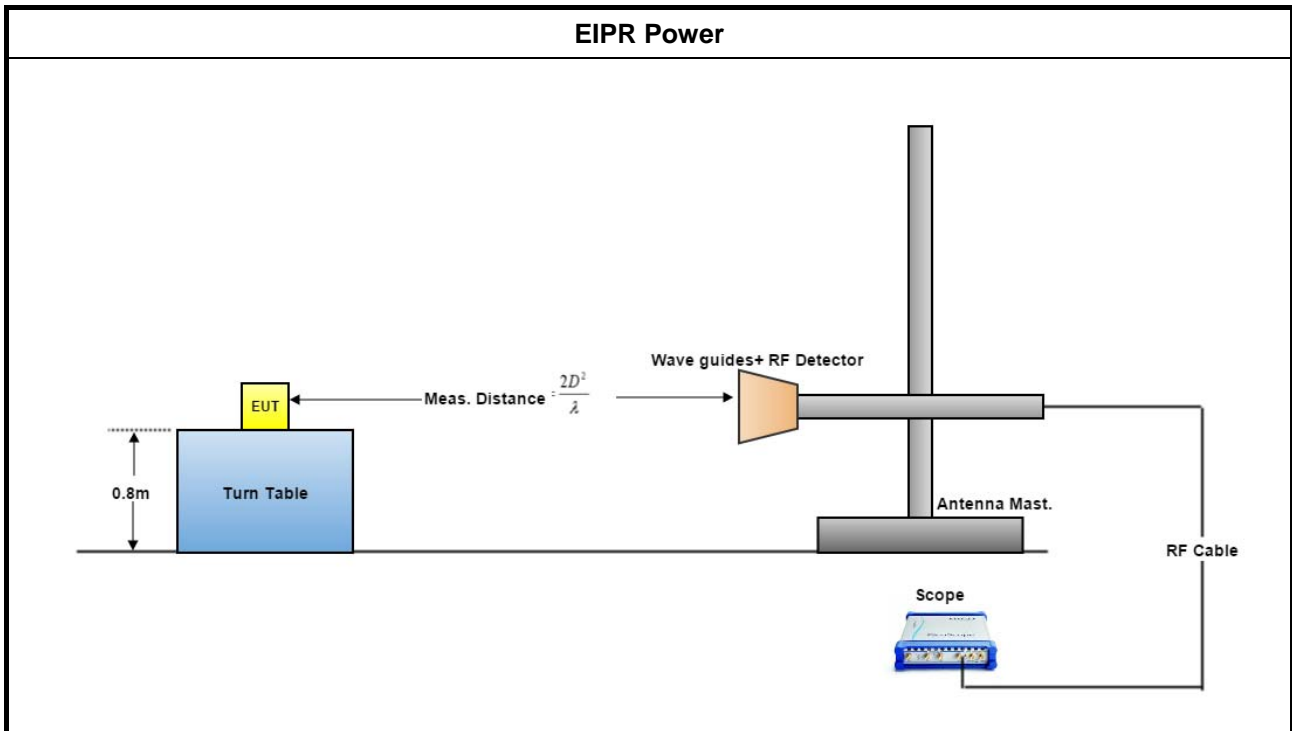 EIPR Power
Wave guides+ RF Detector
EUT
Meas. Distance = 2D² / λ
0.8m
Turn Table
Antenna Mast.
RF Cable
Scope